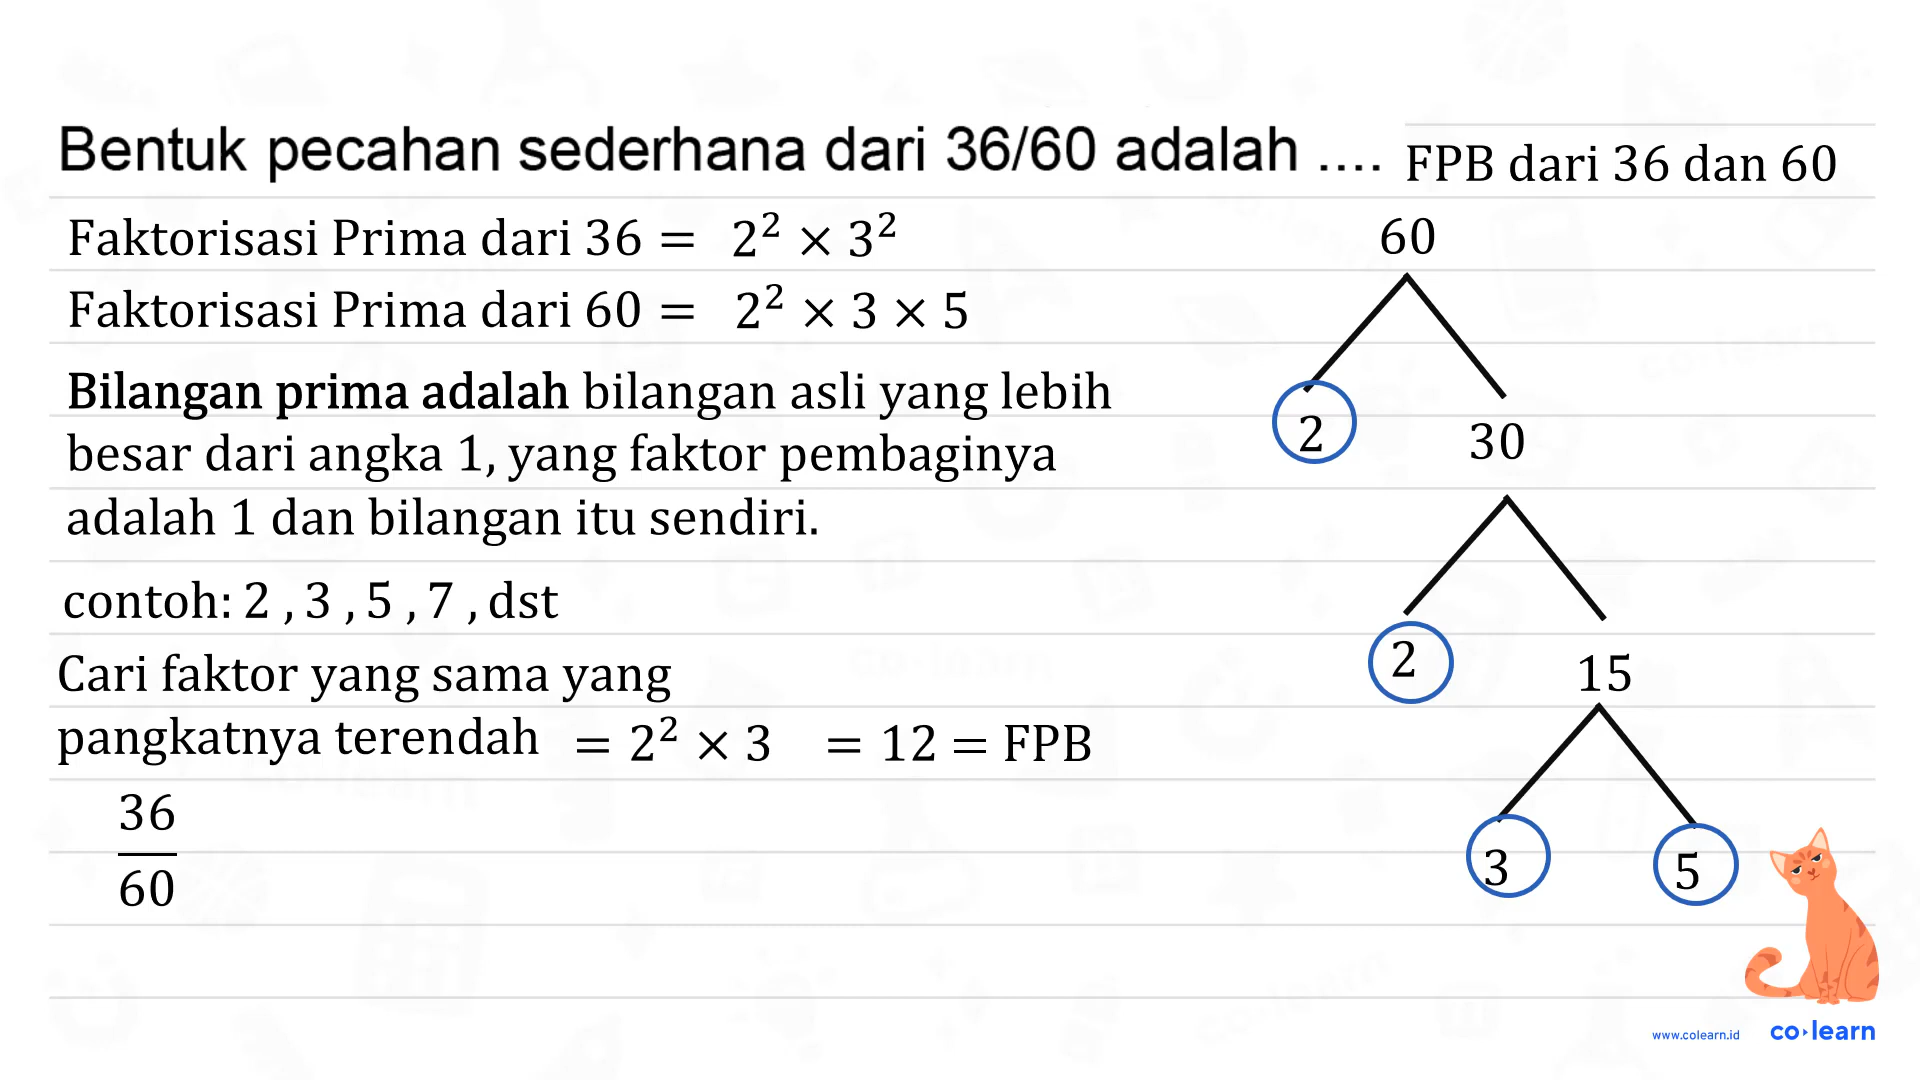 Bentuk pecahan sederhana dari 36/60 adalah ....
FPB dari 36 dan 60
Faktorisasi Prima dari 36 = 2² × 3²
Faktorisasi Prima dari 60 = 2² × 3 × 5
Bilangan prima adalah bilangan asli yang lebih
besar dari angka 1, yang faktor pembaginya
adalah 1 dan bilangan itu sendiri.
contoh: 2 , 3 , 5 , 7 , dst
Cari faktor yang sama yang
pangkatnya terendah = 2² × 3 = 12 = FPB
36
60
60
2 30
2 15
3 5
www.colearn.id
co·learn